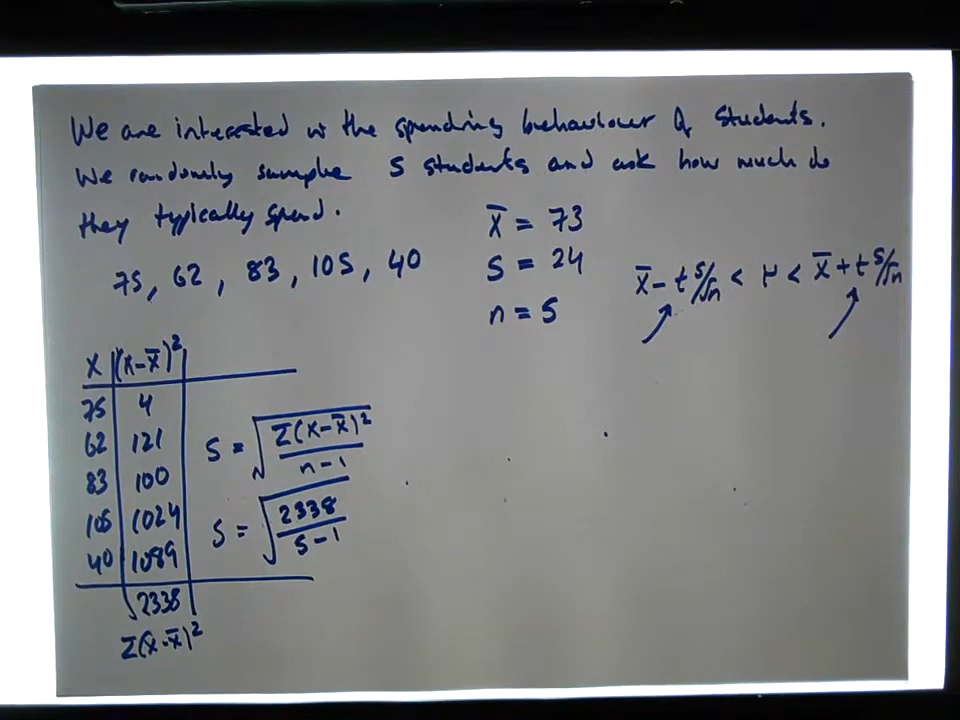 We are interested in the spending behaviour of students.
We randomly sample 5 students and ask how much do
they typically spend.
75, 62, 83, 105, 40
x̄ = 73
s = 24
n = 5
x̄ - t s/√n < μ < x̄ + t s/√n
x (x-x̄)²
75 4
62 121
83 100
105 1024
40 1089
2338
Σ(x-x̄)²
s = √(Σ(x-x̄)²/(n-1))
s = √(2338/(5-1))